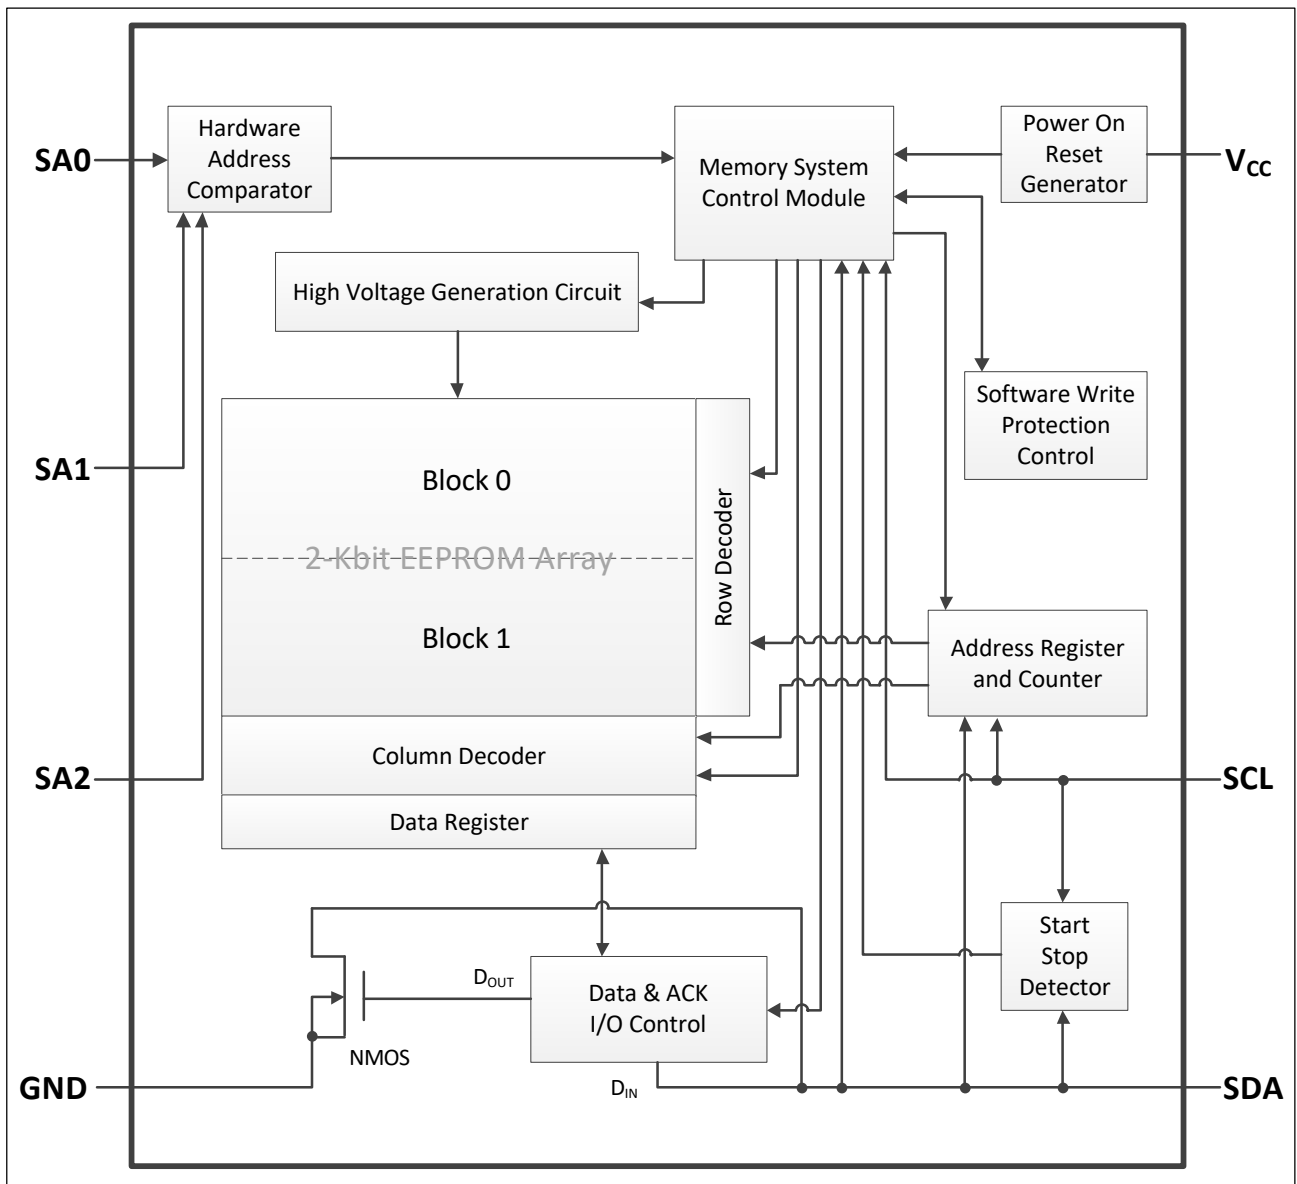 SA0
Hardware
Address
Comparator
Memory System
Control Module
Power On
Reset
Generator
VCC
High Voltage Generation Circuit
Software Write
Protection
Control
SA1
Block 0
2-Kbit EEPROM Array
Block 1
Row Decoder
Address Register
and Counter
Column Decoder
SA2
SCL
Data Register
Start
Stop
Detector
DOUT
Data & ACK
I/O Control
NMOS
GND
DIN
SDA